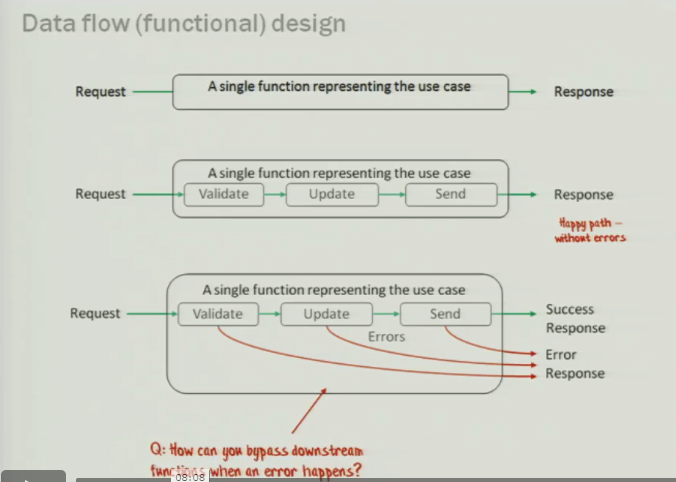 Data flow (functional) design
A single function representing the use case
Request
Response
A single function representing the use case
Request
Validate
Update
Send
Response
Happy path –
without errors
A single function representing the use case
Request
Validate
Update
Send
Success
Response
Errors
Error
Response
Q: How can you bypass downstream
functions when an error happens?
08:08